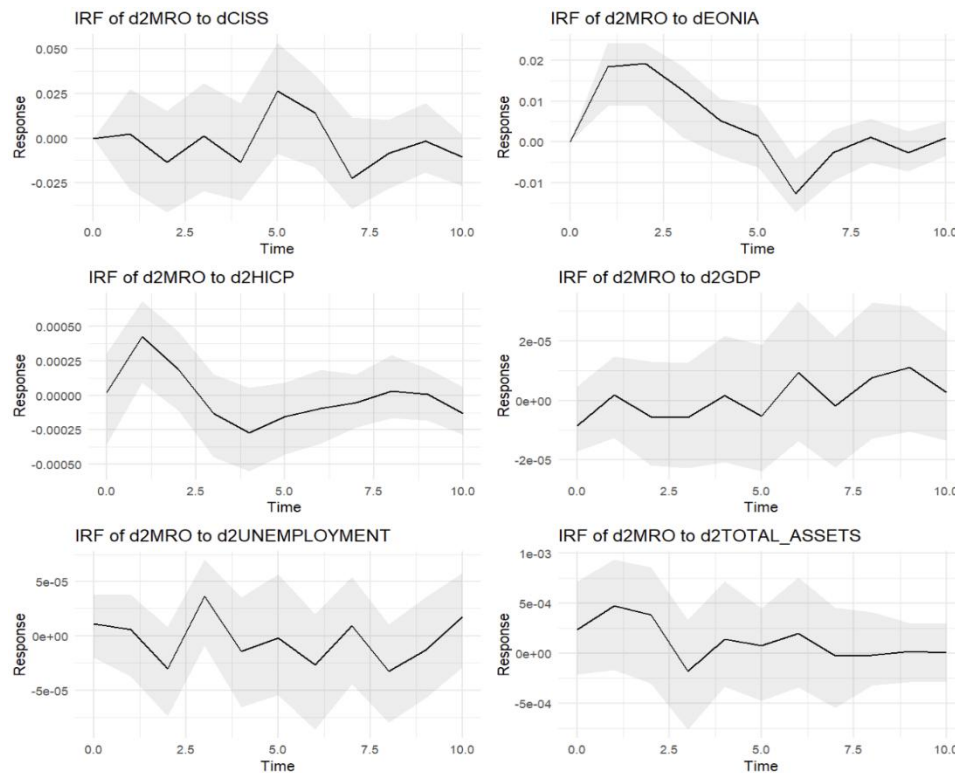 IRF of d2MRO to dCISS
0.050
0.025
0.000
-0.025
Response
0.0
2.5
5.0
7.5
10.0
Time
IRF of d2MRO to dEONIA
0.02
0.01
0.00
-0.01
Response
0.0
2.5
5.0
7.5
10.0
Time
IRF of d2MRO to d2HICP
0.00050
0.00025
0.00000
-0.00025
-0.00050
Response
0.0
2.5
5.0
7.5
10.0
Time
IRF of d2MRO to d2GDP
2e-05
0e+00
-2e-05
Response
0.0
2.5
5.0
7.5
10.0
Time
IRF of d2MRO to d2UNEMPLOYMENT
5e-05
0e+00
-5e-05
Response
0.0
2.5
5.0
7.5
10.0
Time
IRF of d2MRO to d2TOTAL_ASSETS
1e-03
5e-04
0e+00
-5e-04
Response
0.0
2.5
5.0
7.5
10.0
Time